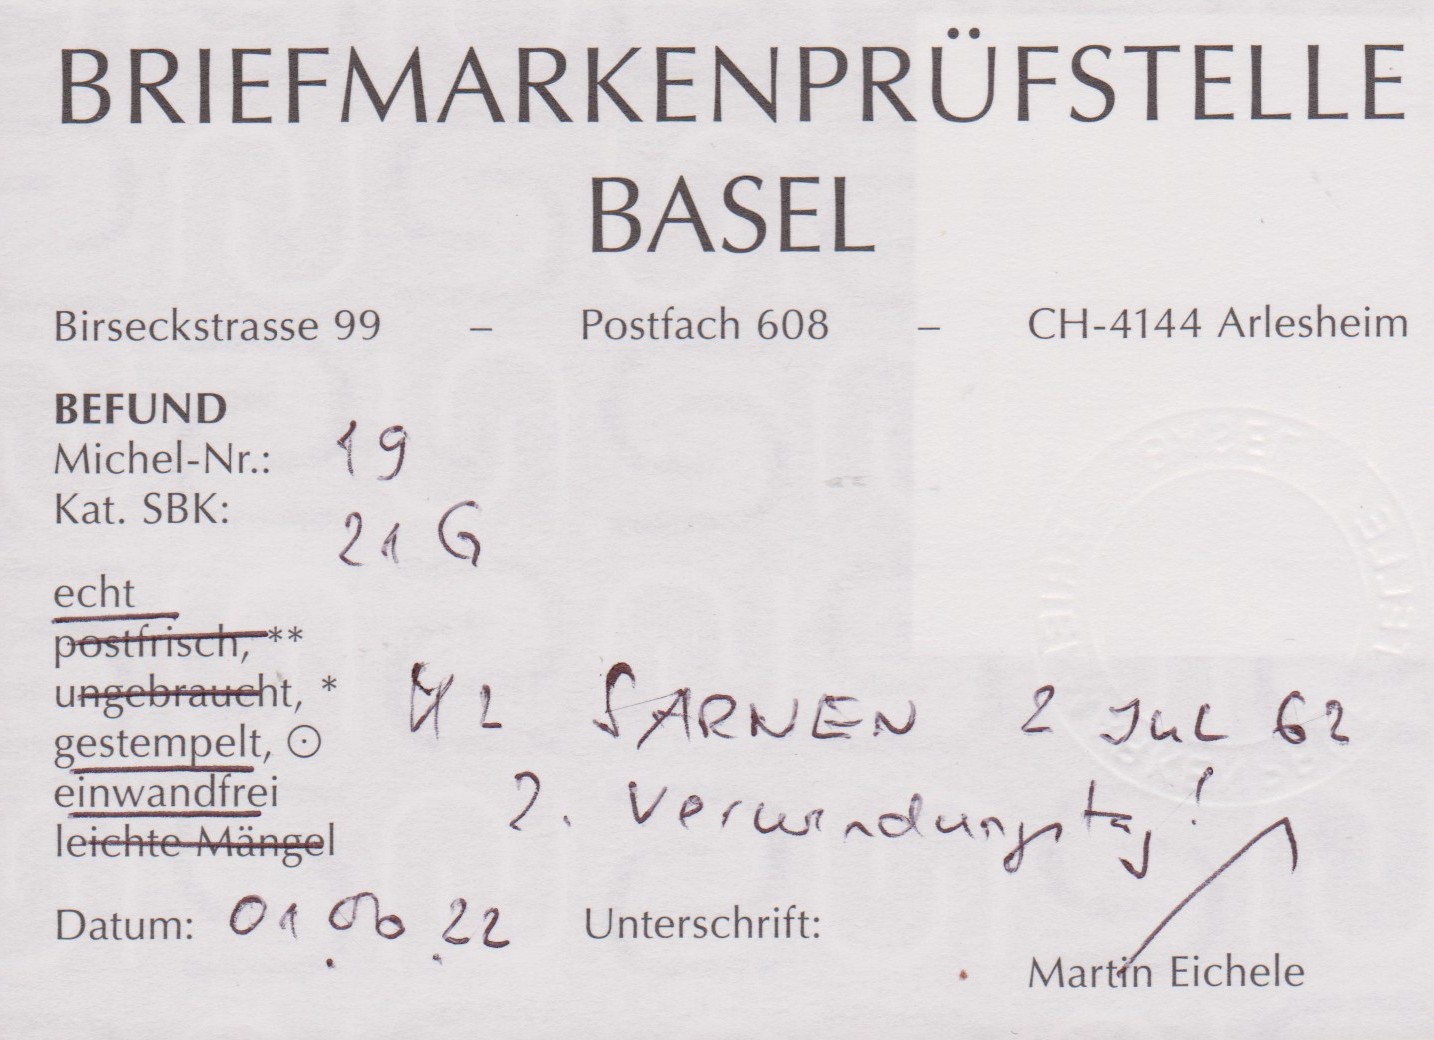 BRIEFMARKENPRÜFSTELLE
BASEL
Birseckstrasse 99 – Postfach 608 – CH-4144 Arlesheim
BEFUND
Michel-Nr.: 19
Kat. SBK: 21 G
echt
postfrisch, **
ungebraucht, *
gestempelt, ⊙ SARNEN 2 JUL 62
einwandfrei 2. Verwendungstag!
leichte Mängel
Datum: 01.06.22 Unterschrift:
Martin Eichele